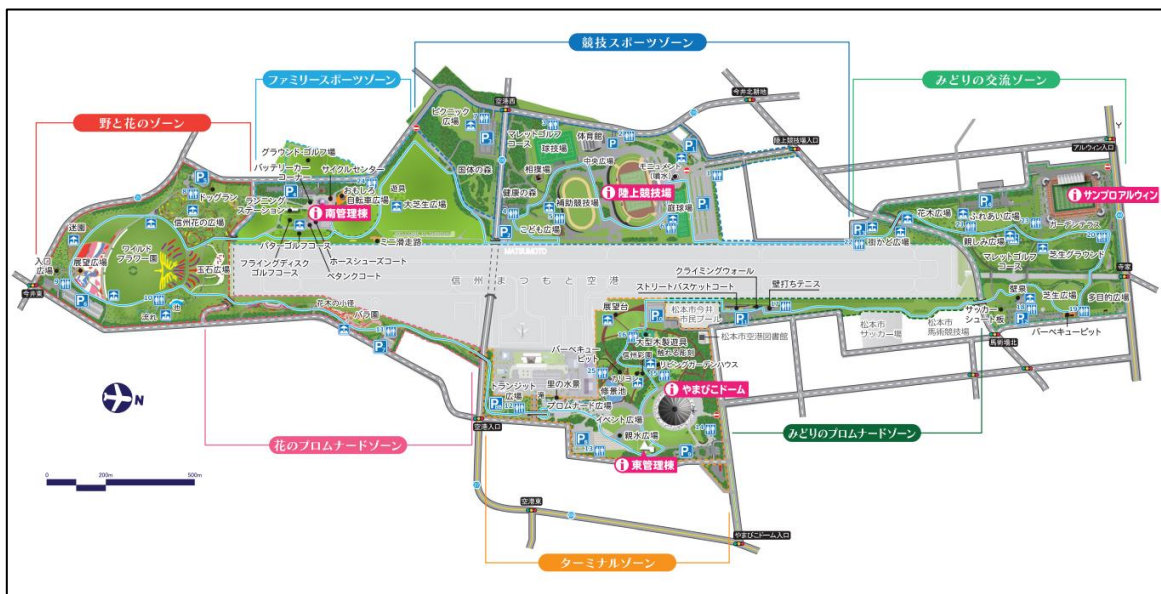 競技スポーツゾーン
ファミリースポーツゾーン
みどりの交流ゾーン
野と花のゾーン
空港西
今井北耕地
陸上競技場入口
アルウィン入口
ピクニック
広場
マレットゴルフ
コース
体育館
球技場
中央広場
モニュメント
(噴水)
相撲場
国体の森
健康の森
補助競技場
陸上競技場
庭球場
こども広場
グラウンド・ゴルフ場
バッテリーカー
コーナー
サイクルセンター
ランニング
ステーション
おもしろ
自転車広場
遊具
南管理棟
大芝生広場
ドッグラン
信州花の広場
パターゴルフコース
ミニ滑走路
ホースシューズコート
フライングディスク
ゴルフコース
ペタンクコート
迷園
ワイルド
フラワー園
入口
広場
展望広場
玉石広場
今井東
流れ
池
花木の小径
バラ園
MATSUMOTO
信州まつもと空港
サンプロアルウィン
花木広場
ふれあい広場
ガーデンデッキ
街かど広場
親しみ広場
マレットゴルフ
コース
芝生グラウンド
寺家
壁泉
芝生広場
多目的広場
サッカー
シュート板
バーベキューピット
馬術場北
クライミングウォール
ストリートバスケットコート
壁打ちテニス
展望台
松本市今井
市民プール
松本市空港図書館
松本市
サッカー場
松本市
馬術競技場
大型木製遊具
信州彩園
触れる彫刻
リビングガーデンハウス
カリヨン
修景池
バーベキュー
ピット
里の水景
トランジット
広場
滝
プロムナード広場
やまびこドーム
イベント広場
親水広場
東管理棟
空港入口
花のプロムナードゾーン
みどりのプロムナードゾーン
空港東
やまびこドーム入口
ターミナルゾーン
N
0
200m
500m